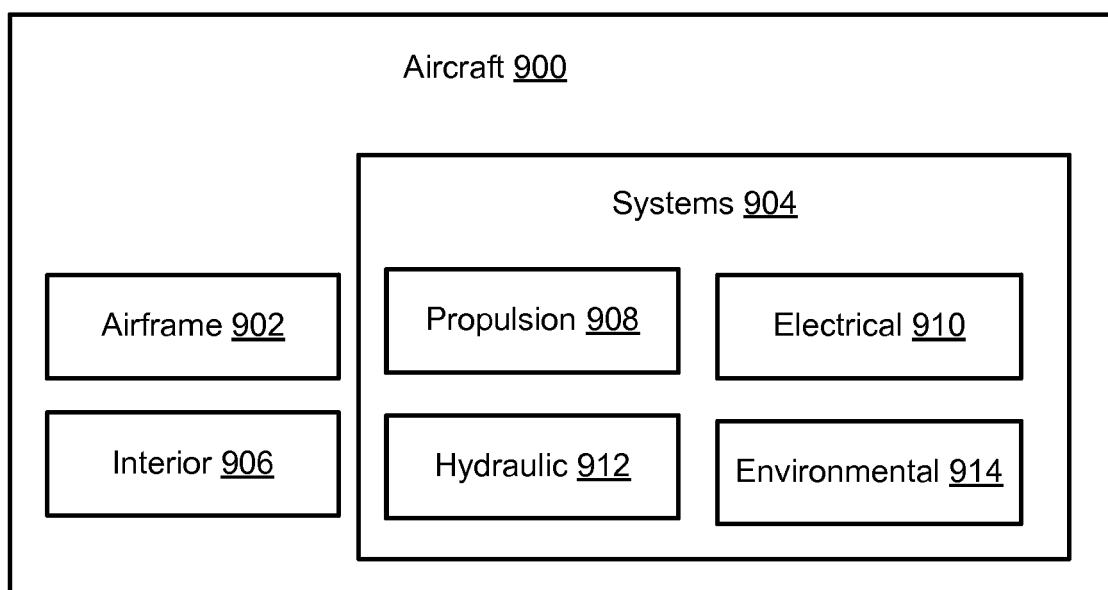 Aircraft 900
Systems 904
Airframe 902
Propulsion 908
Electrical 910
Interior 906
Hydraulic 912
Environmental 914